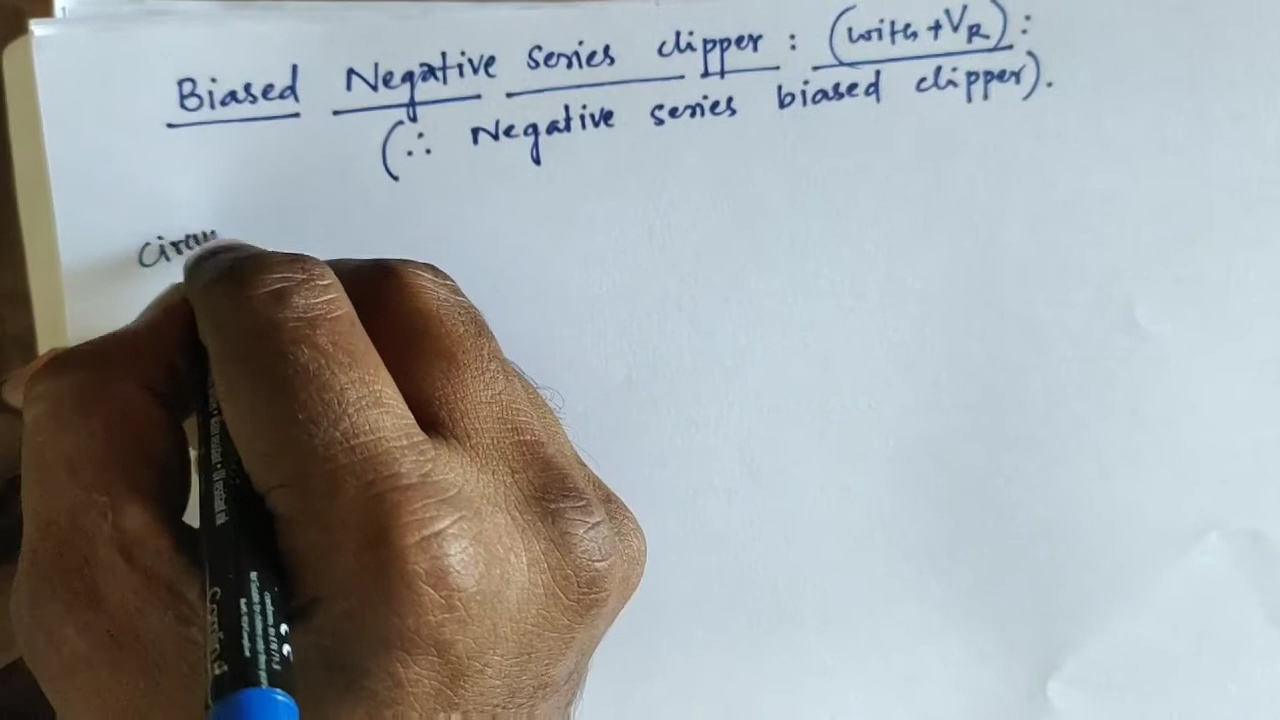 Biased Negative series clipper : (with +VR) :
(∴ Negative series biased clipper).